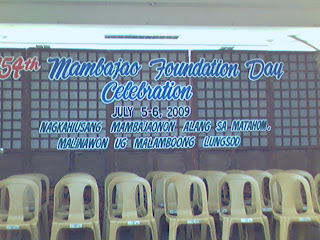 54th Mambajao Foundation Day
Celebration
JULY 5-6, 2009
NAGKAHIUSANG MAMBAJAONON ALANG SA MATAHOM,
MALINAWON UG MALAMBOONG LUNGSOD